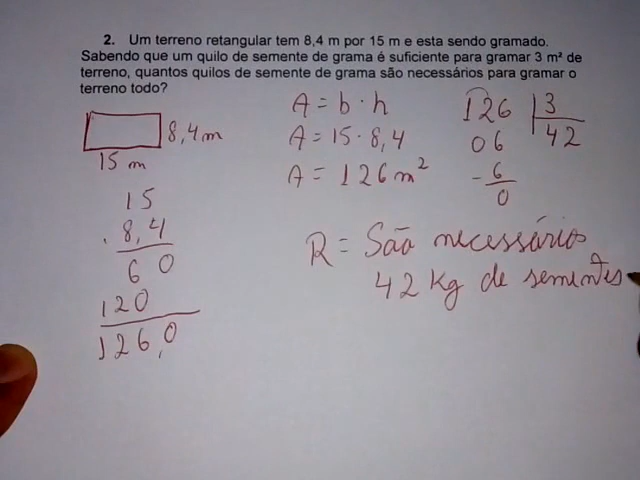 2. Um terreno retangular tem 8,4 m por 15 m e esta sendo gramado.
Sabendo que um quilo de semente de grama é suficiente para gramar 3 m² de
terreno, quantos quilos de semente de grama são necessários para gramar o
terreno todo?
8,4m
15 m
15
. 8,4
6 0
120
126,0
A = b · h
A = 15 · 8,4
A = 126 m²
126 3
06 42
- 6
0
R = São necessários
42 Kg de sementes